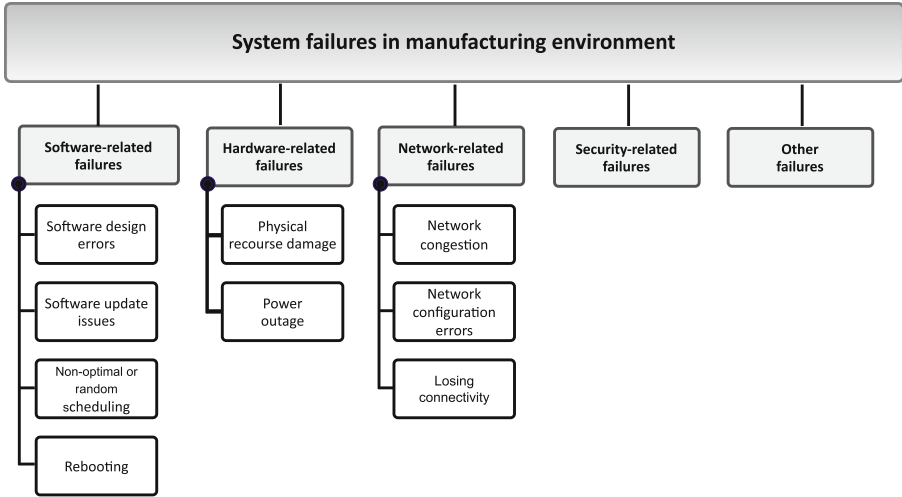 System failures in manufacturing environment
Software-related
failures
Hardware-related
failures
Network-related
failures
Security-related
failures
Other
failures
Software design
errors
Software update
issues
Non-optimal or
random
scheduling
Rebooting
Physical
recourse damage
Power
outage
Network
congestion
Network
configuration
errors
Losing
connectivity